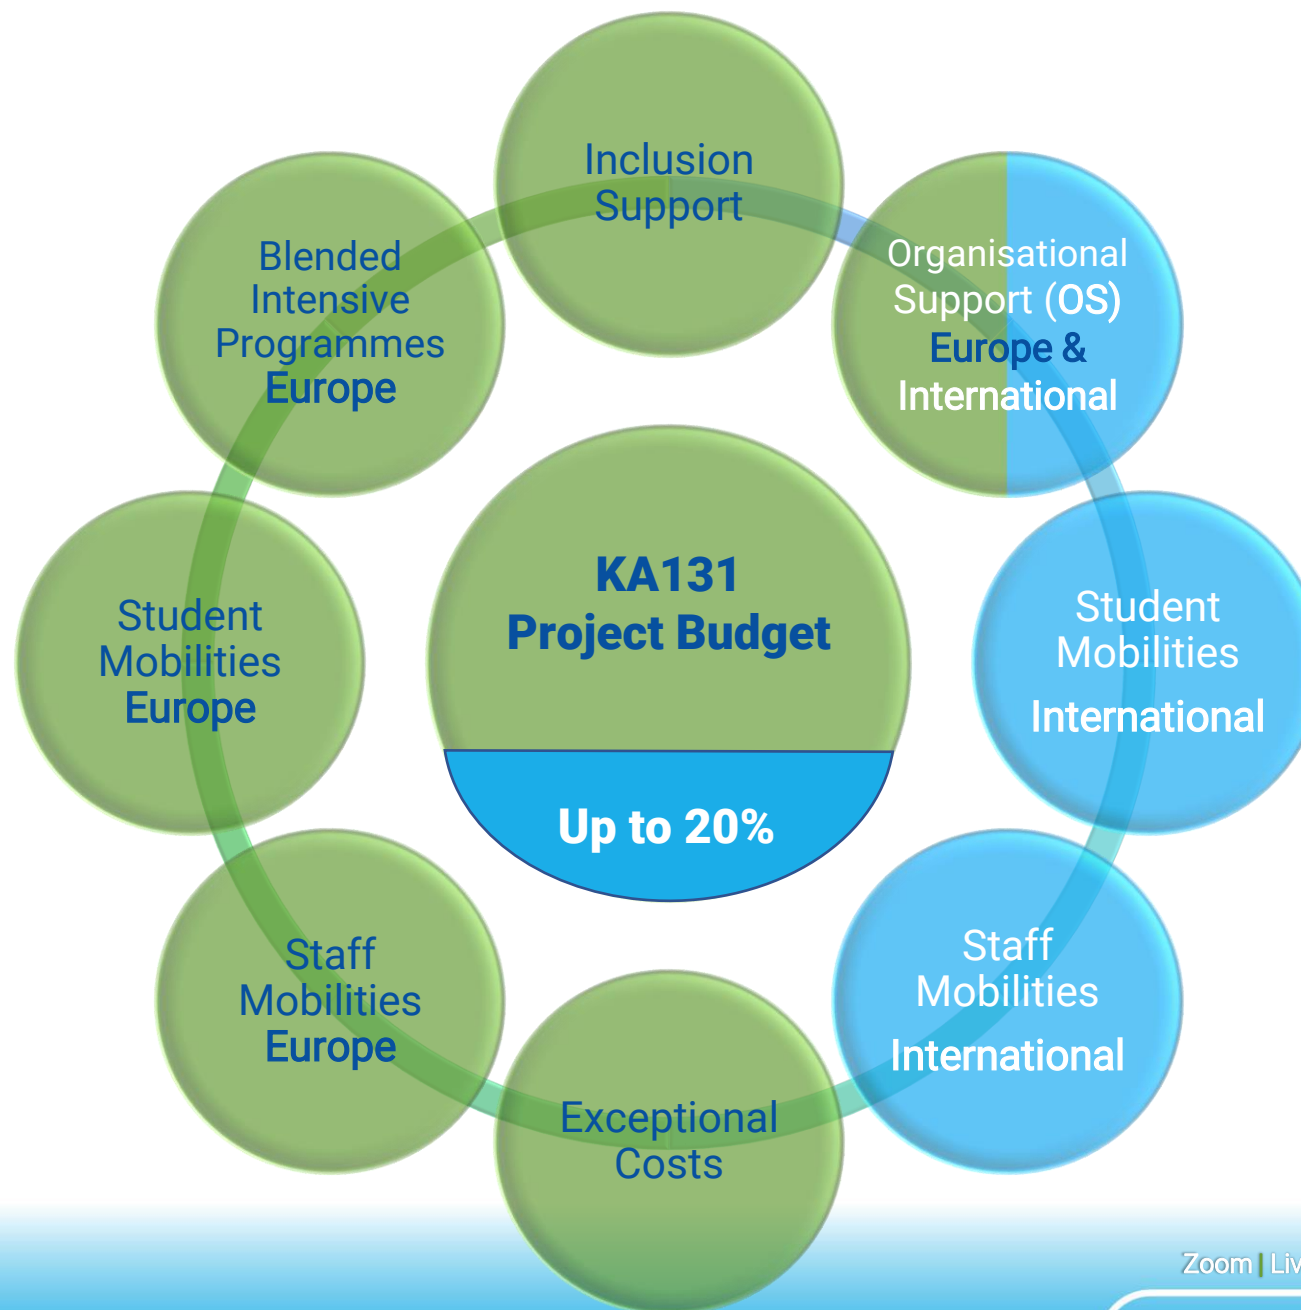 Inclusion
Support
Organisational
Support (OS)
Europe &
International
Student
Mobilities
International
Staff
Mobilities
International
Exceptional
Costs
Staff
Mobilities
Europe
Student
Mobilities
Europe
Blended
Intensive
Programmes
Europe
KA131
Project Budget
Up to 20%
Zoom |